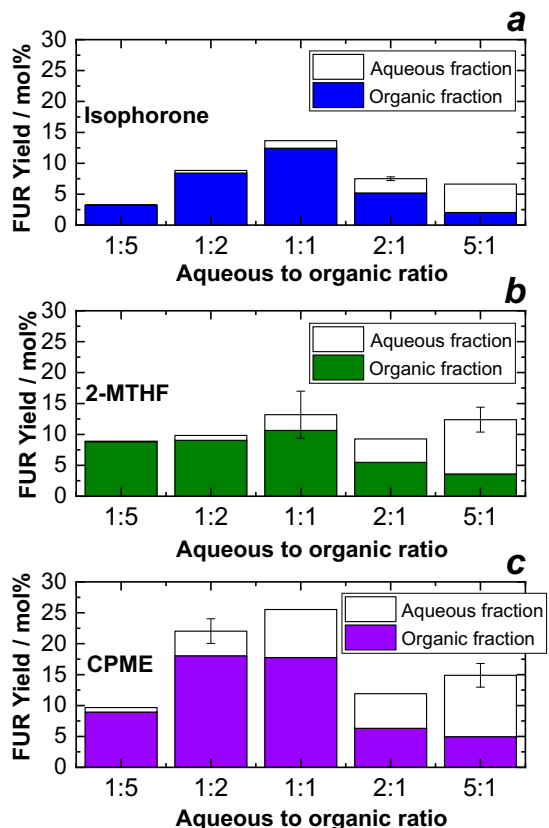 a
30
25
20
15
10
5
0
FUR Yield / mol%
Aqueous fraction
Organic fraction
Isophorone
1:5 1:2 1:1 2:1 5:1
Aqueous to organic ratio
b
30
25
20
15
10
5
0
FUR Yield / mol%
Aqueous fraction
Organic fraction
2-MTHF
1:5 1:2 1:1 2:1 5:1
Aqueous to organic ratio
c
30
25
20
15
10
5
0
FUR Yield / mol%
Aqueous fraction
Organic fraction
CPME
1:5 1:2 1:1 2:1 5:1
Aqueous to organic ratio